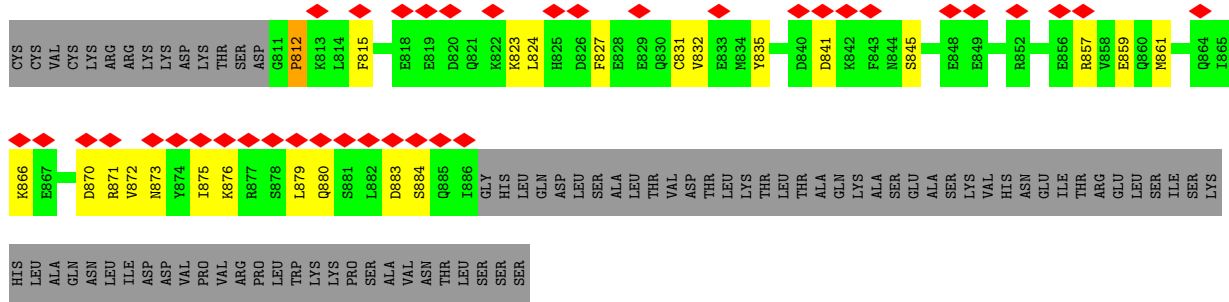 CYS CYS VAL CYS LYS ARG ARG LYS LYS ASP LYS THR SER ASP G811 P812 K813 L814 F815 E818 E819 D820 Q821 K822 K823 L824 H825 D826 F827 E828 E829 Q830 C831 V832 E833 M834 Y835 D840 D841 K842 F843 N844 S845 E848 E849 R852 E856 R857 V858 E859 Q860 M861 Q864 I865
K866 E867 D870 R871 V872 N873 Y874 I875 K876 R877 S878 L879 Q880 S881 L882 D883 S884 Q885 I886 GLY HIS LEU GLN ASP LEU SER ALA LEU THR VAL ASP THR LEU LYS THR LEU THR ALA GLN LYS ALA SER GLU ALA SER LYS VAL HIS ASN GLU ILE THR ARG GLU LEU SER ILE SER LYS
HIS LEU ALA GLN ASN LEU ILE ASP ASP VAL PRO VAL ARG PRO LEU TRP LYS LYS PRO SER ALA VAL ASN THR LEU SER SER SER